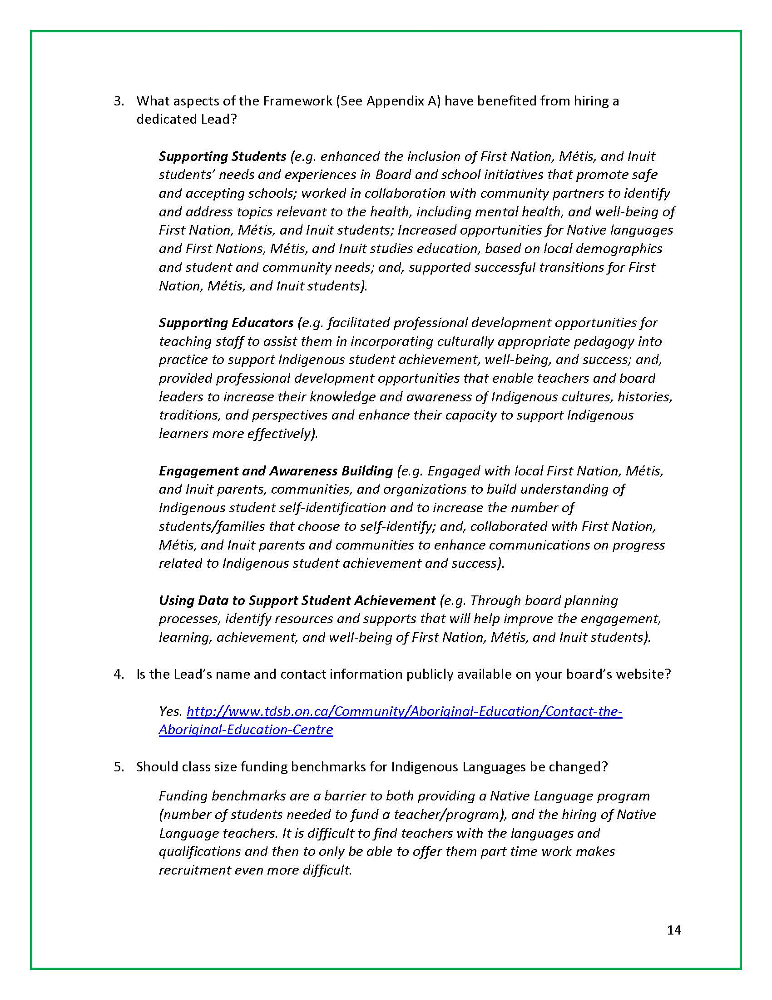 3. What aspects of the Framework (See Appendix A) have benefited from hiring a
dedicated Lead?
Supporting Students (e.g. enhanced the inclusion of First Nation, Métis, and Inuit
students’ needs and experiences in Board and school initiatives that promote safe
and accepting schools; worked in collaboration with community partners to identify
and address topics relevant to the health, including mental health, and well-being of
First Nation, Métis, and Inuit students; Increased opportunities for Native languages
and First Nations, Métis, and Inuit studies education, based on local demographics
and student and community needs; and, supported successful transitions for First
Nation, Métis, and Inuit students).
Supporting Educators (e.g. facilitated professional development opportunities for
teaching staff to assist them in incorporating culturally appropriate pedagogy into
practice to support Indigenous student achievement, well-being, and success; and,
provided professional development opportunities that enable teachers and board
leaders to increase their knowledge and awareness of Indigenous cultures, histories,
traditions, and perspectives and enhance their capacity to support Indigenous
learners more effectively).
Engagement and Awareness Building (e.g. Engaged with local First Nation, Métis,
and Inuit parents, communities, and organizations to build understanding of
Indigenous student self-identification and to increase the number of
students/families that choose to self-identify; and, collaborated with First Nation,
Métis, and Inuit parents and communities to enhance communications on progress
related to Indigenous student achievement and success).
Using Data to Support Student Achievement (e.g. Through board planning
processes, identify resources and supports that will help improve the engagement,
learning, achievement, and well-being of First Nation, Métis, and Inuit students).
4. Is the Lead’s name and contact information publicly available on your board’s website?
Yes. http://www.tdsb.on.ca/Community/Aboriginal-Education/Contact-the-
Aboriginal-Education-Centre
5. Should class size funding benchmarks for Indigenous Languages be changed?
Funding benchmarks are a barrier to both providing a Native Language program
(number of students needed to fund a teacher/program), and the hiring of Native
Language teachers. It is difficult to find teachers with the languages and
qualifications and then to only be able to offer them part time work makes
recruitment even more difficult.
14